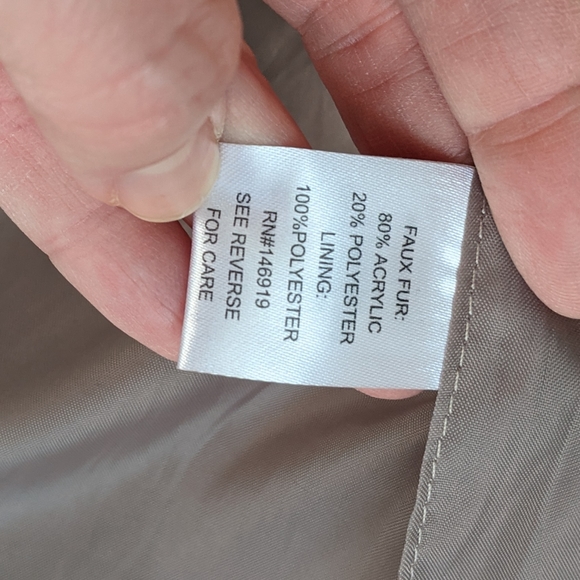 FAUX FUR:
80% ACRYLIC
20% POLYESTER
LINING:
100%POLYESTER
RN#146919
SEE REVERSE
FOR CARE